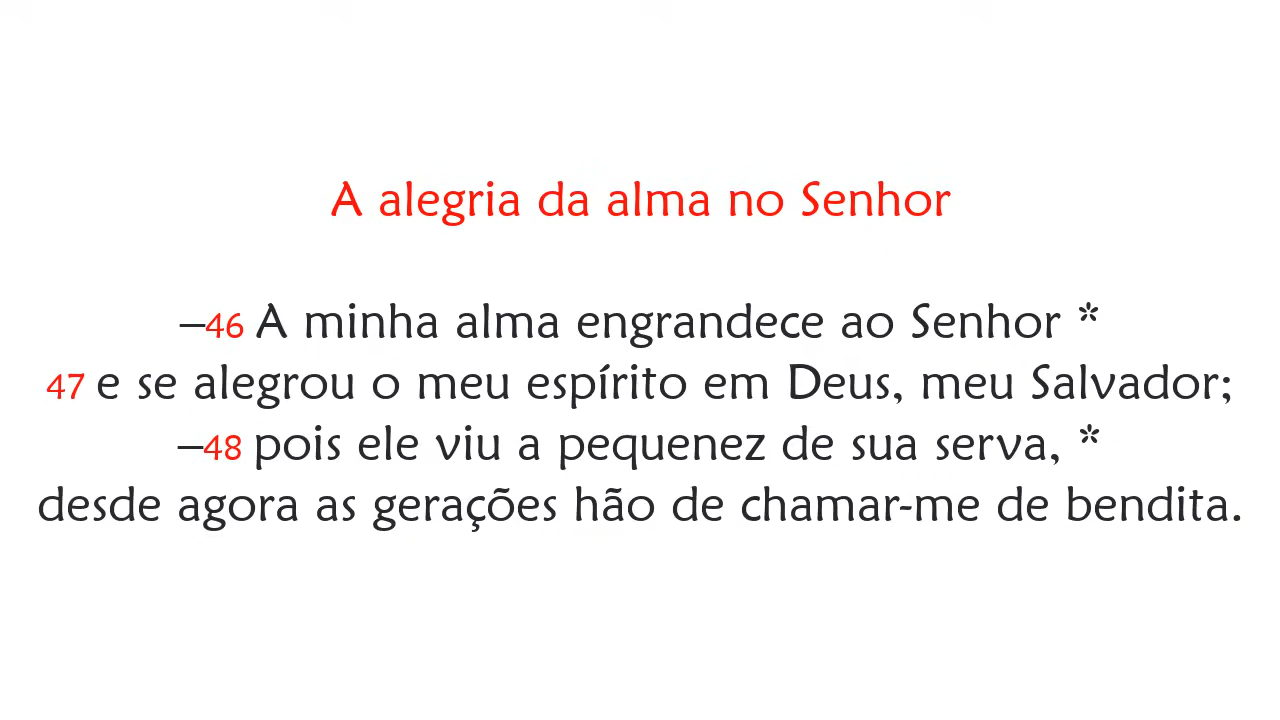 A alegria da alma no Senhor
–46 A minha alma engrandece ao Senhor *
47 e se alegrou o meu espírito em Deus, meu Salvador;
–48 pois ele viu a pequenez de sua serva, *
desde agora as gerações hão de chamar-me de bendita.